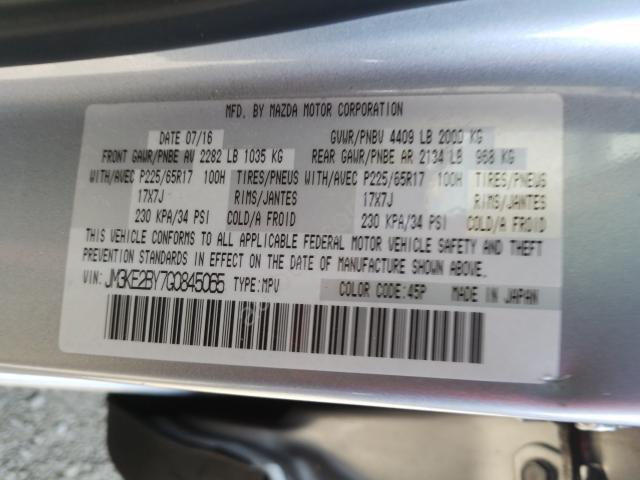 MFD. BY MAZDA MOTOR CORPORATION
DATE 07/16 GVWR/PNBV 4409 LB 2000 KG
FRONT GAWR/PNBE AV 2282 LB 1035 KG REAR GAWR/PNBE AR 2134 LB 968 KG
WITH/AVEC P225/65R17 100H TIRES/PNEUS WITH/AVEC P225/65R17 100H TIRES/PNEUS
17X7J RIMS/JANTES 17X7J RIMS/JANTES
230 KPA/34 PSI COLD/A FROID 230 KPA/34 PSI COLD/A FROID
THIS VEHICLE CONFORMS TO ALL APPLICABLE FEDERAL MOTOR VEHICLE SAFETY AND THEFT
PREVENTION STANDARDS IN EFFECT ON THE DATE OF MANUFACTURE SHOWN ABOVE.
VIN: JM3KE2BY7G0845065 TYPE: MPV COLOR CODE: 45P MADE IN JAPAN